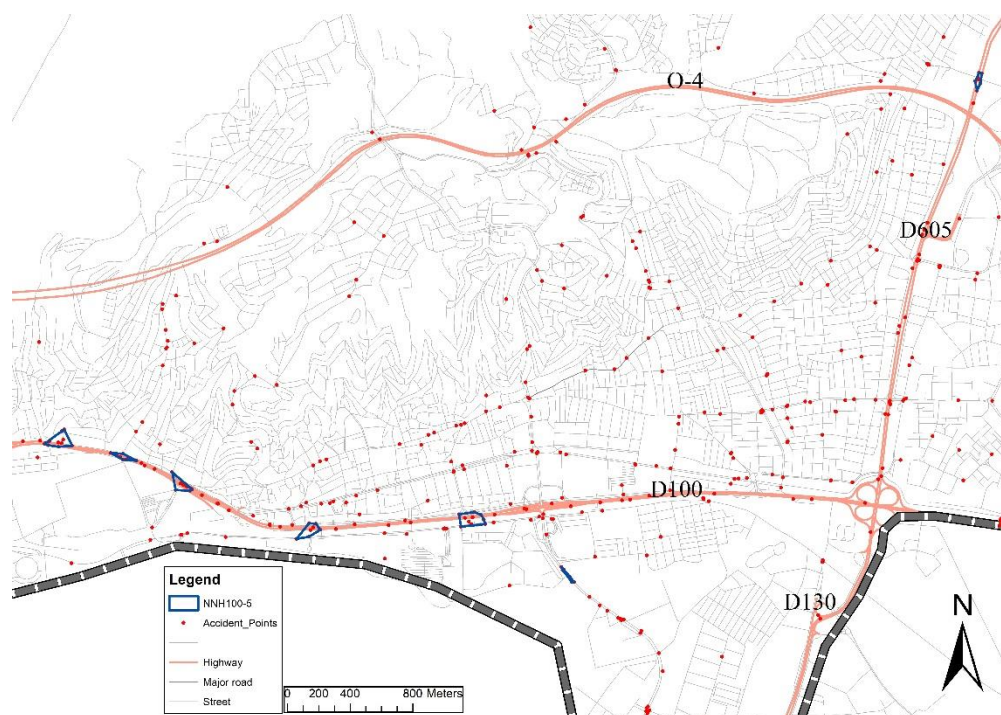 O-4
D605
D100
D130
N
Legend
NNH100-5
Accident_Points
Highway
Major road
Street
0 200 400 800 Meters